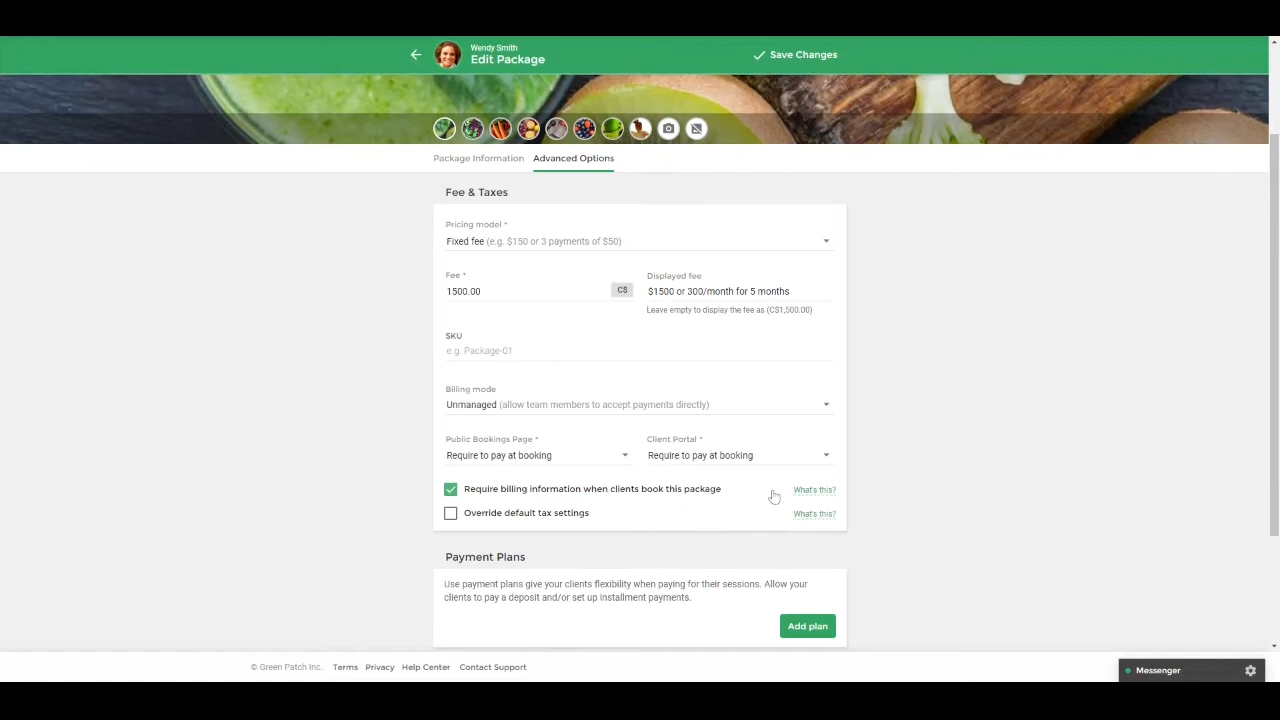 Wendy Smith
Edit Package
Save Changes
Package Information
Advanced Options
Fee & Taxes
Pricing model *
Fixed fee (e.g. $150 or 3 payments of $50)
Fee *
1500.00
C$
Displayed fee
$1500 or 300/month for 5 months
Leave empty to display the fee as (C$1,500.00)
SKU
e.g. Package-01
Billing mode
Unmanaged (allow team members to accept payments directly)
Public Bookings Page *
Require to pay at booking
Client Portal *
Require to pay at booking
Require billing information when clients book this package
What's this?
Override default tax settings
What's this?
Payment Plans
Use payment plans give your clients flexibility when paying for their sessions. Allow your
clients to pay a deposit and/or set up installment payments.
Add plan
© Green Patch Inc.
Terms
Privacy
Help Center
Contact Support
Messenger